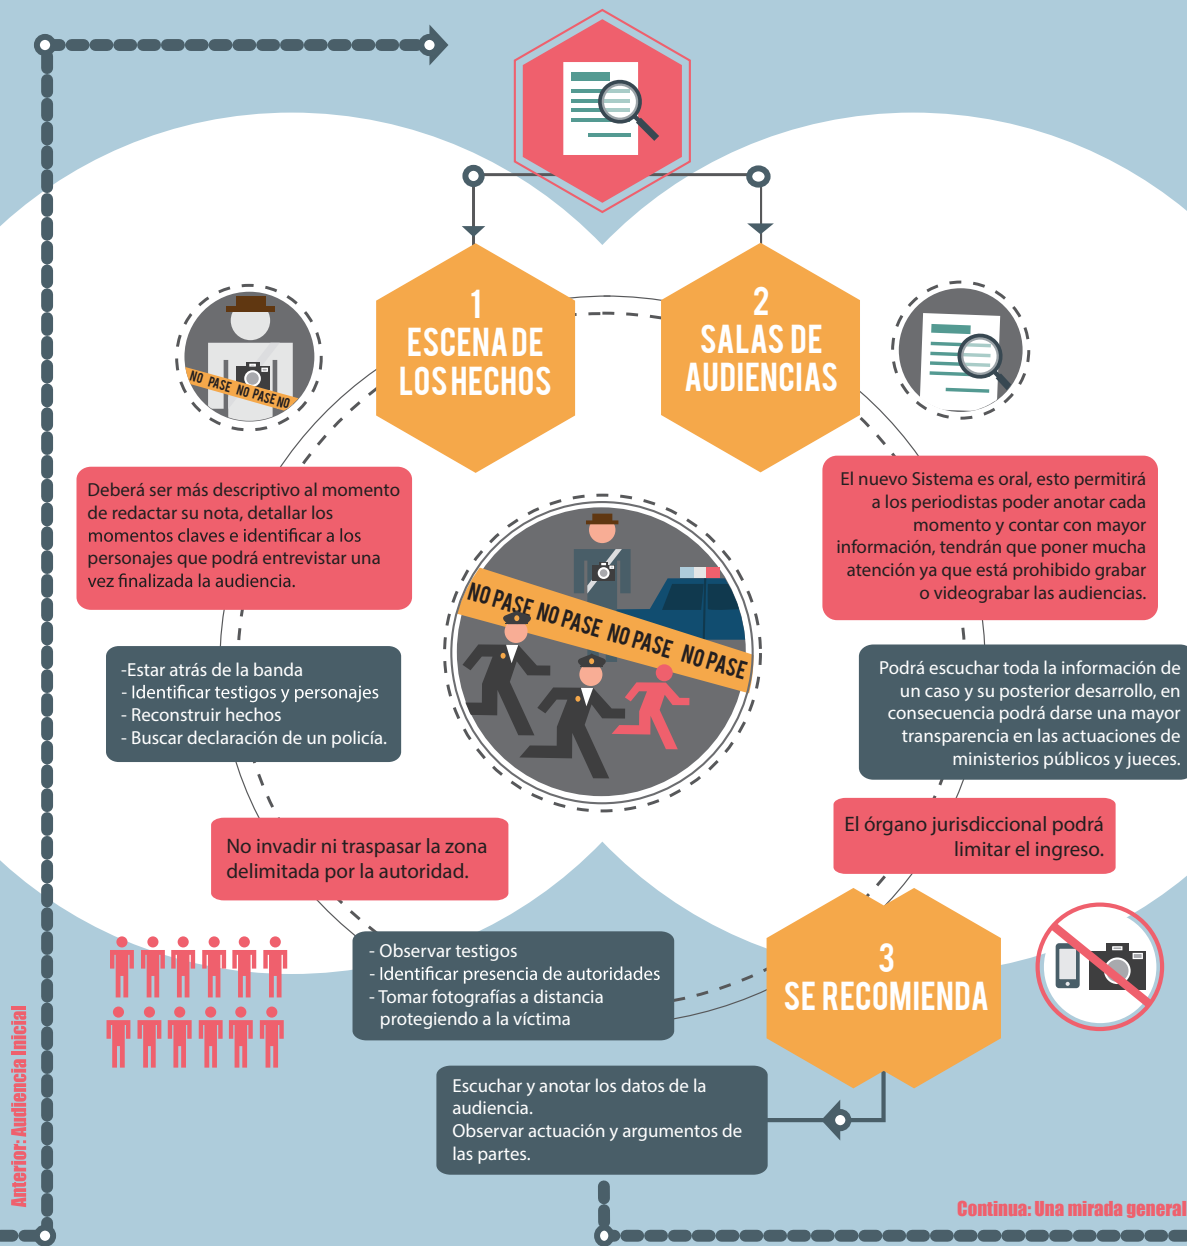 1
ESCENA DE
LOS HECHOS
2
SALAS DE
AUDIENCIAS
NO PASE NO PASE NO
Deberá ser más descriptivo al momento
de redactar su nota, detallar los
momentos claves e identificar a los
personajes que podrá entrevistar una
vez finalizada la audiencia.
-Estar atrás de la banda
- Identificar testigos y personajes
- Reconstruir hechos
- Buscar declaración de un policía.
No invadir ni traspasar la zona
delimitada por la autoridad.
- Observar testigos
- Identificar presencia de autoridades
- Tomar fotografías a distancia
protegiendo a la víctima
NO PASE NO PASE NO PASE NO PASE
El nuevo Sistema es oral, esto permitirá
a los periodistas poder anotar cada
momento y contar con mayor
información, tendrán que poner mucha
atención ya que está prohibido grabar
o videograbar las audiencias.
Podrá escuchar toda la información de
un caso y su posterior desarrollo, en
consecuencia podrá darse una mayor
transparencia en las actuaciones de
ministerios públicos y jueces.
El órgano jurisdiccional podrá
limitar el ingreso.
3
SE RECOMIENDA
Escuchar y anotar los datos de la
audiencia.
Observar actuación y argumentos de
las partes.
Anterior: Audiencia Inicial
Continua: Una mirada general